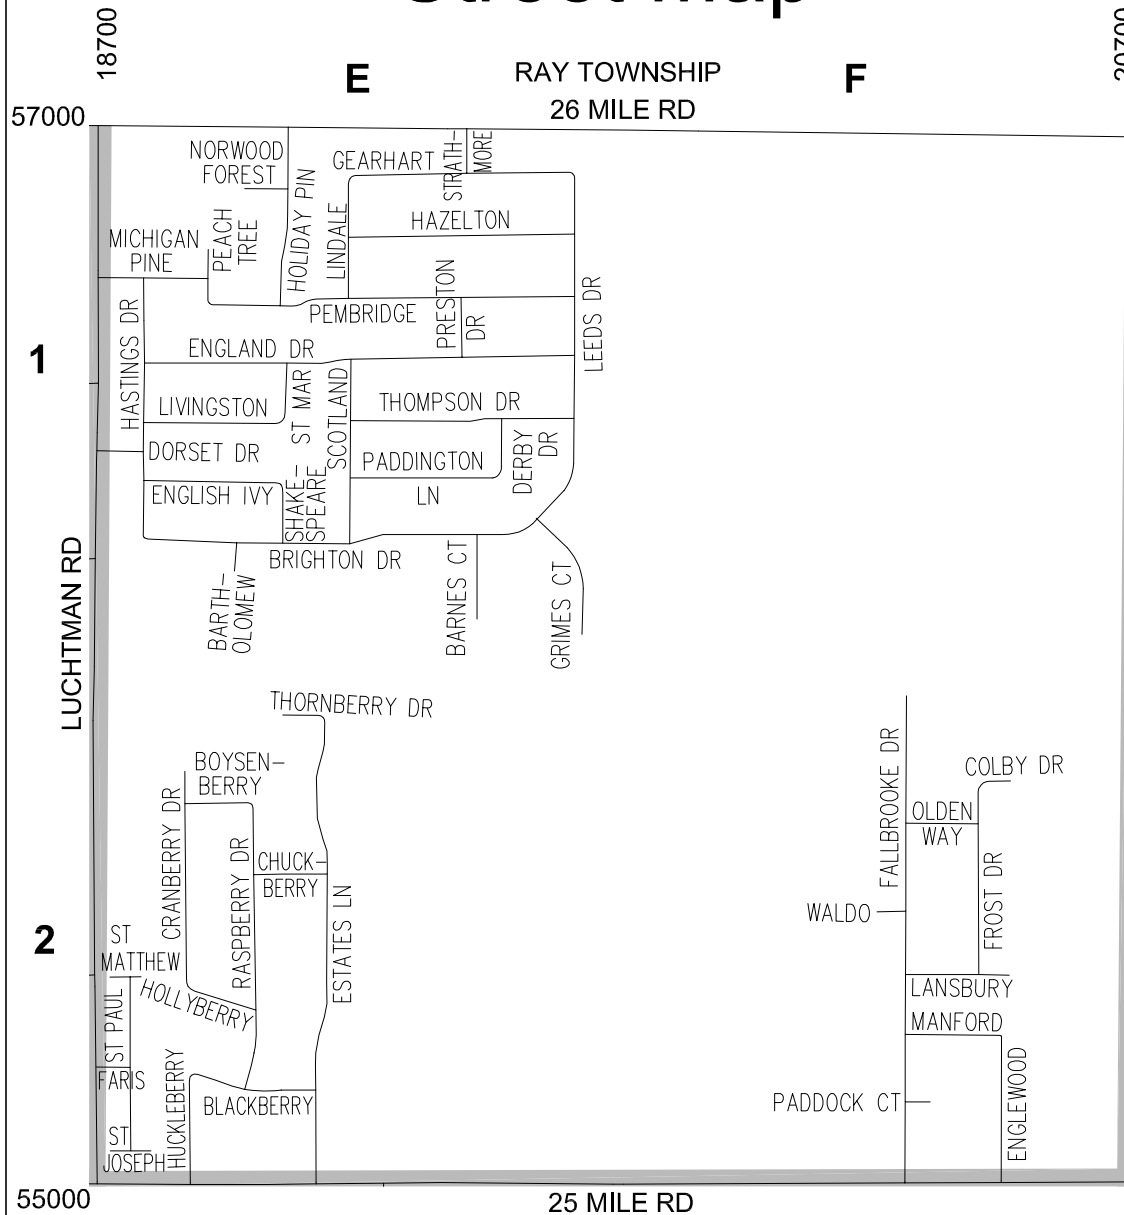 Street Map
18700
20700
E
RAY TOWNSHIP
F
57000
26 MILE RD
NORWOOD
FOREST
GEARHART
STRATH-
MORE
PEACH
TREE
HOLIDAY PIN
LINDALE
HAZELTON
MICHIGAN
PINE
PEMBRIDGE
PRESTON
DR
LEEDS DR
HASTINGS DR
1
ENGLAND DR
LIVINGSTON
ST MAR
SCOTLAND
THOMPSON DR
DORSET DR
PADDINGTON
LN
DERBY
DR
ENGLISH IVY
SHAKE-
SPEARE
BRIGHTON DR
LUCHTMAN RD
BARTH-
OLOMEW
BARNES CT
GRIMES CT
THORNBERRY DR
BOYSEN-
BERRY
CRANBERRY DR
RASPBERRY DR
CHUCK-
BERRY
ESTATES LN
FALLBROOKE DR
COLBY DR
OLDEN
WAY
FROST DR
WALDO
2
ST
MATTHEW
HOLLYBERRY
ST PAUL
LANSBURY
MANFORD
FARIS
HUCKLEBERRY
BLACKBERRY
PADDOCK CT
ENGLEWOOD
ST
JOSEPH
55000
25 MILE RD